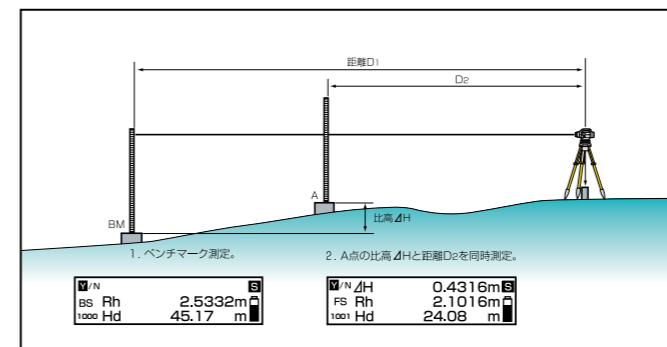 距離D1
D2
A
比高⊿H
BM
1. ベンチマーク測定。
2. A点の比高⊿Hと距離D2を同時測定。
Y/N S
BS Rh 2.5332m
1000 Hd 45.17 m
Y/N ⊿H 0.4316m S
FS Rh 2.1016m
1001 Hd 24.08 m